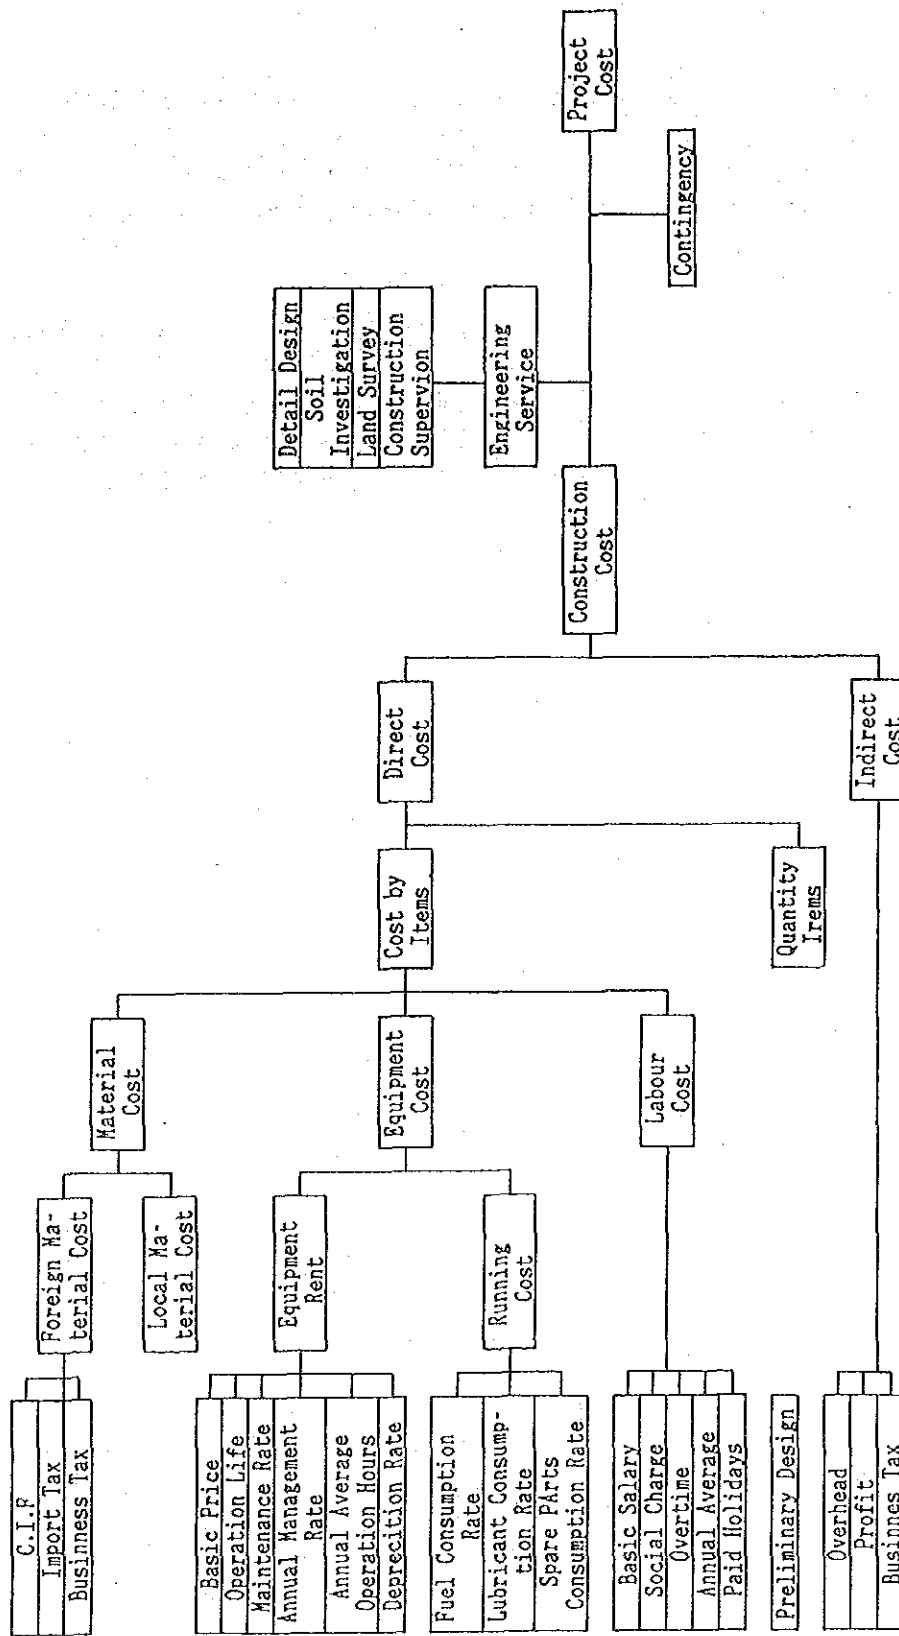 C.I.F
Import Tax
Businness Tax
Foreign Ma-
terial Cost
Local Ma-
terial Cost
Material
Cost
Basic Price
Operation Life
Maintenance Rate
Annual Management
Rate
Annual Average
Operation Hours
Deprecition Rate
Equipment
Rent
Fuel Consumption
Rate
Lubricant Consump-
tion Rate
Spare PArts
Consumption Rate
Running
Cost
Equipment
Cost
Basic Salary
Social Charge
Overtime
Annual Average
Paid Holidays
Labour
Cost
Cost by
Items
Preliminary Design
Quantity
Irems
Direct
Cost
Overhead
Profit
Businnes Tax
Indirect
Cost
Construction
Cost
Detail Design
Soil
Investigation
Land Survey
Construction
Supervion
Engineering
Service
Contingency
Project
Cost